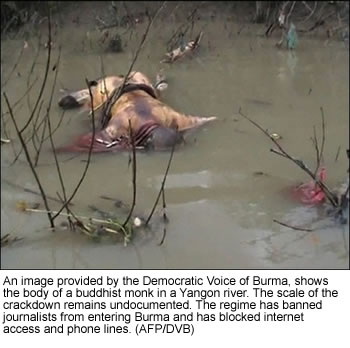 An image provided by the Democratic Voice of Burma, shows
the body of a buddhist monk in a Yangon river. The scale of the
crackdown remains undocumented. The regime has banned
journalists from entering Burma and has blocked internet
access and phone lines. (AFP/DVB)